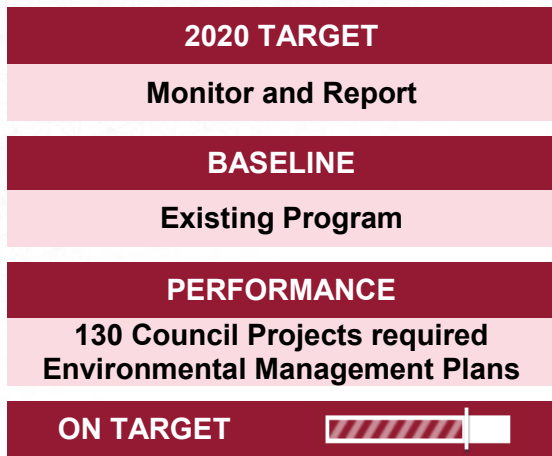 2020 TARGET
Monitor and Report
BASELINE
Existing Program
PERFORMANCE
130 Council Projects required
Environmental Management Plans
ON TARGET